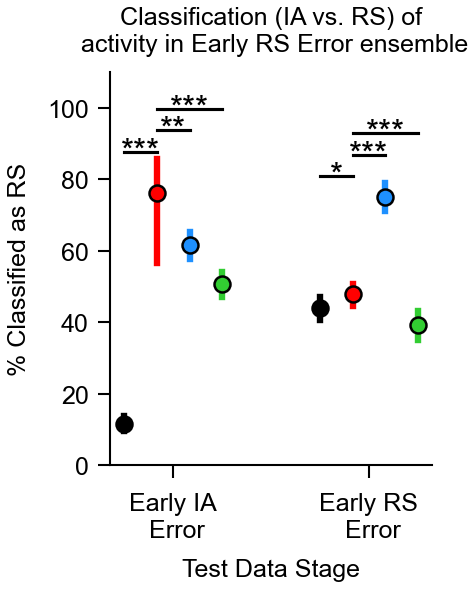 Classification (IA vs. RS) of
activity in Early RS Error ensemble
% Classified as RS
100
80
60
40
20
0
***
**
***
***
***
*
Early IA
Error
Early RS
Error
Test Data Stage